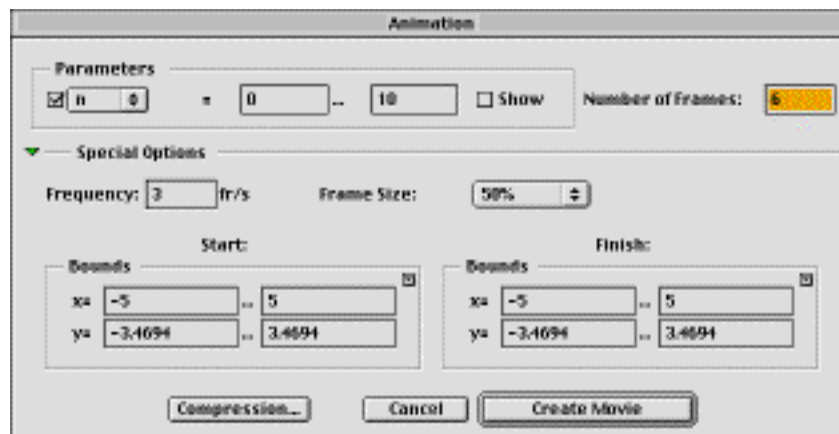 Animation
Parameters
n = 0 ... 10 Show Number of Frames: 6
Special Options
Frequency: 3 fr/s Frame Size: 50%
Start: Finish:
Bounds Bounds
x= -5 ... 5 x= -5 ... 5
y= -3.4694 ... 3.4694 y= -3.4694 ... 3.4694
Compression... Cancel Create Movie